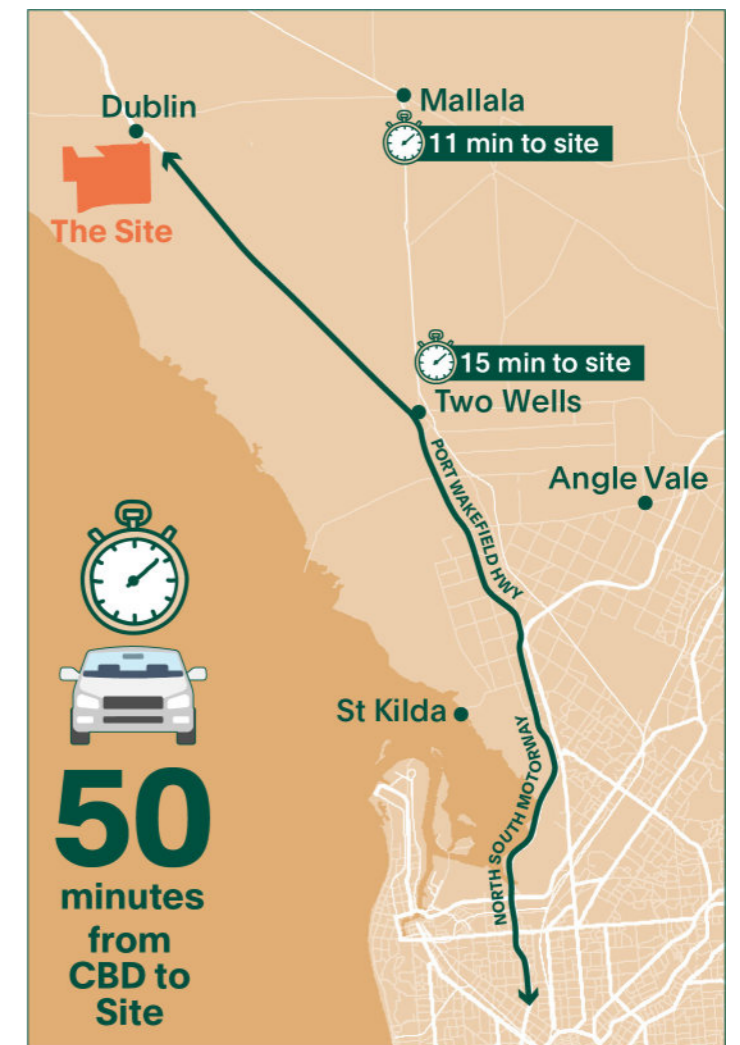 Dublin
Mallala
11 min to site
The Site
15 min to site
Two Wells
PORT WAKEFIELD HWY
Angle Vale
St Kilda
NORTH SOUTH MOTORWAY
50
minutes
from
CBD to
Site